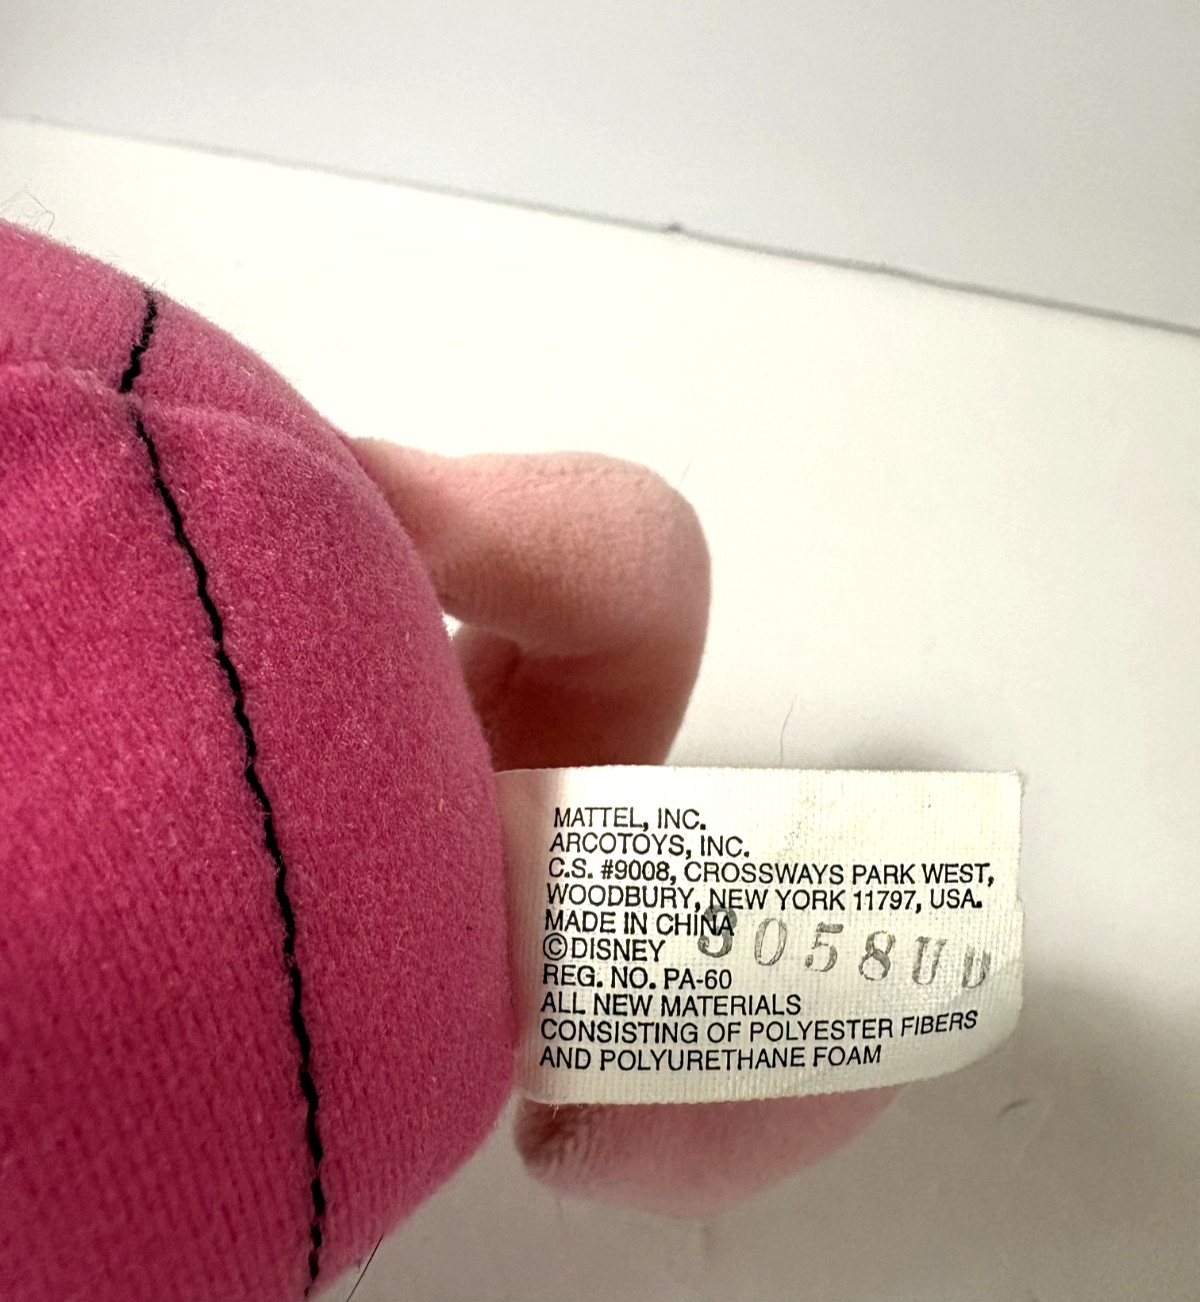 MATTEL, INC.
ARCOTOYS, INC.
C.S. #9008, CROSSWAYS PARK WEST,
WOODBURY, NEW YORK 11797, USA.
MADE IN CHINA
©DISNEY
3058UU
REG. NO. PA-60
ALL NEW MATERIALS
CONSISTING OF POLYESTER FIBERS
AND POLYURETHANE FOAM